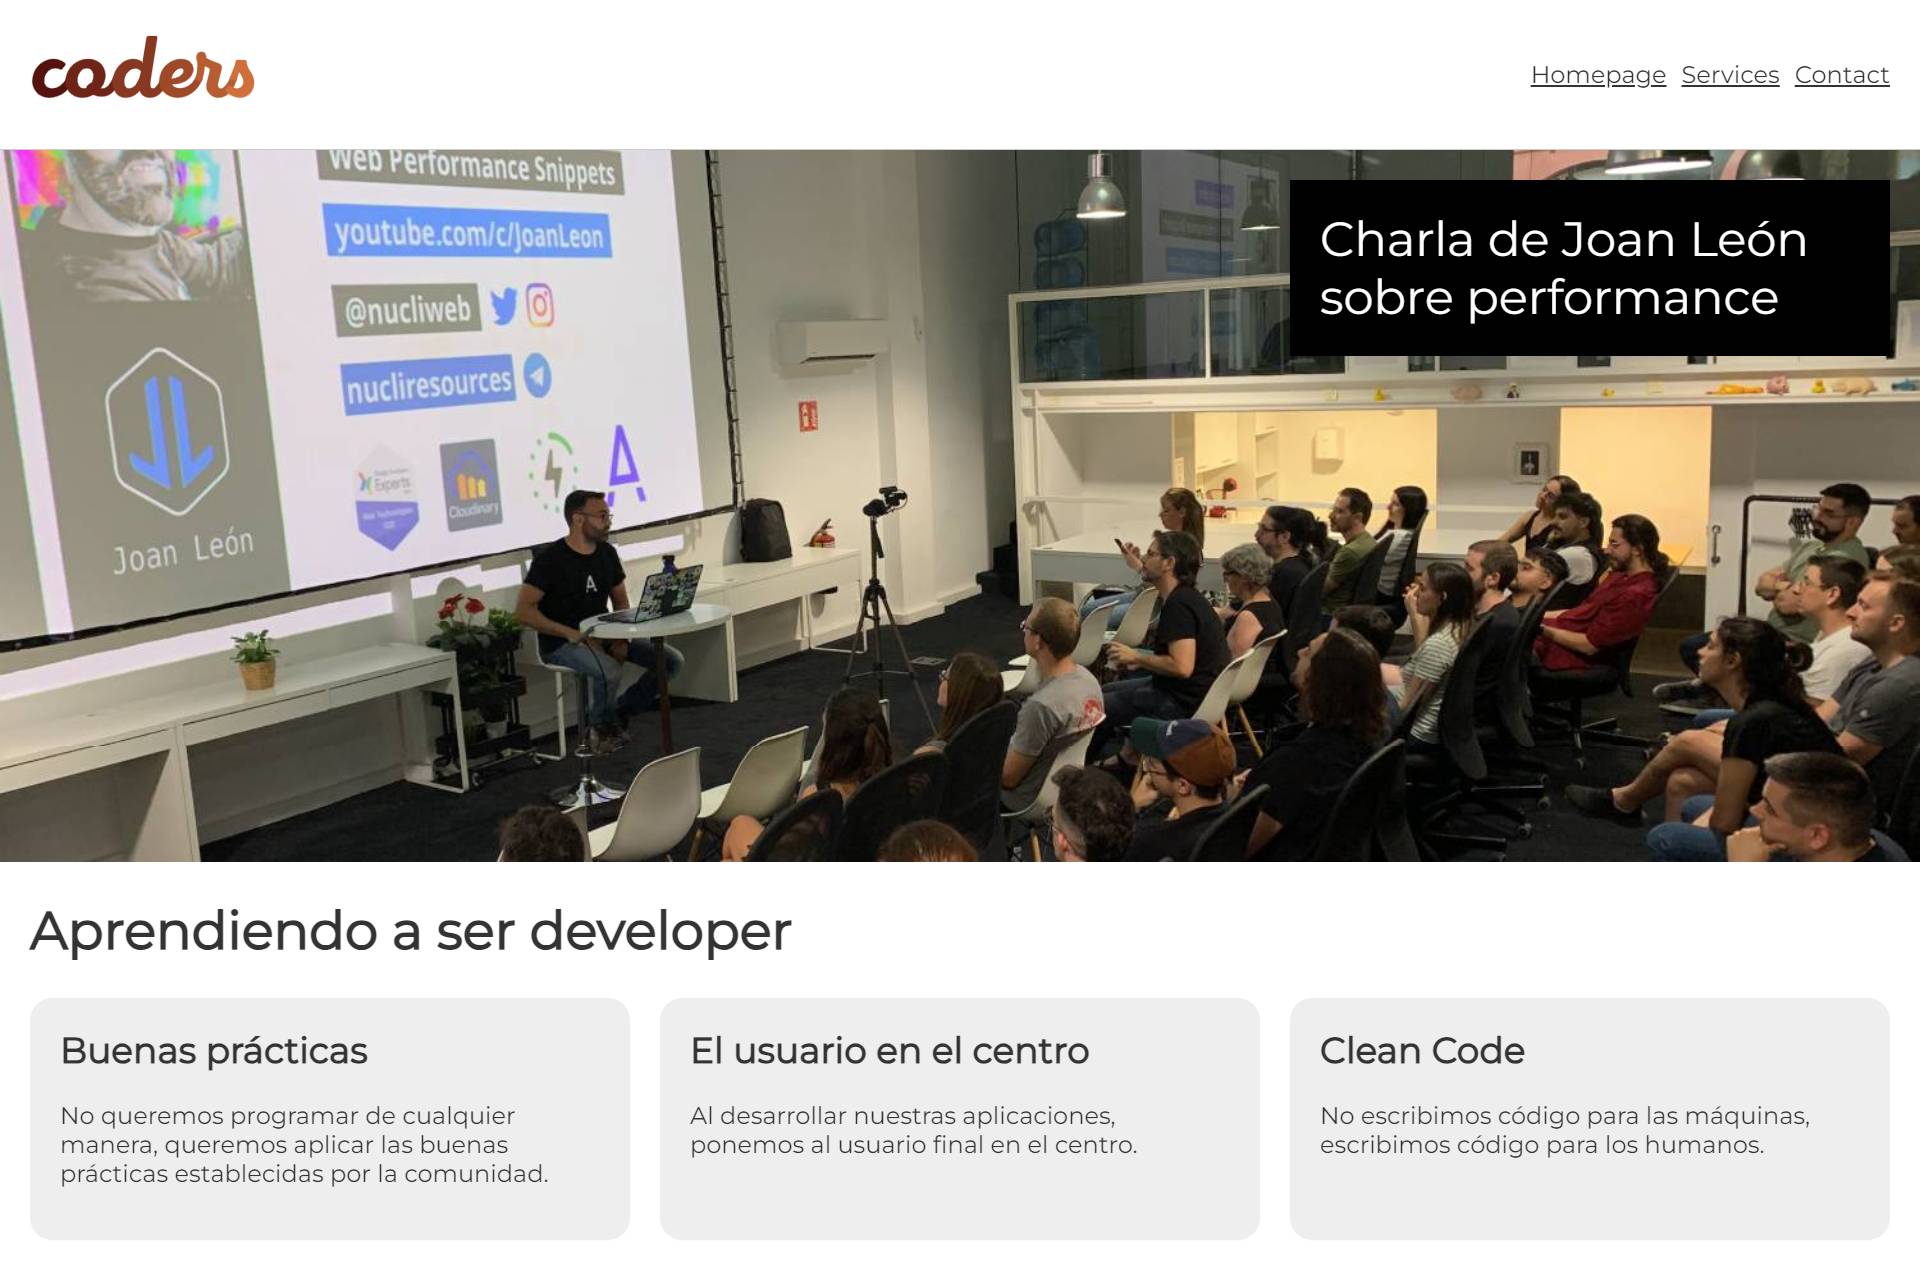 coders
Homepage Services Contact
Web Performance Snippets
youtube.com/c/JoanLeon
@nucliweb
nucliresources
Experts
Cloudinary
Joan León
A
Charla de Joan León
sobre performance
Aprendiendo a ser developer
Buenas prácticas
No queremos programar de cualquier
manera, queremos aplicar las buenas
prácticas establecidas por la comunidad.
El usuario en el centro
Al desarrollar nuestras aplicaciones,
ponemos al usuario final en el centro.
Clean Code
No escribimos código para las máquinas,
escribimos código para los humanos.